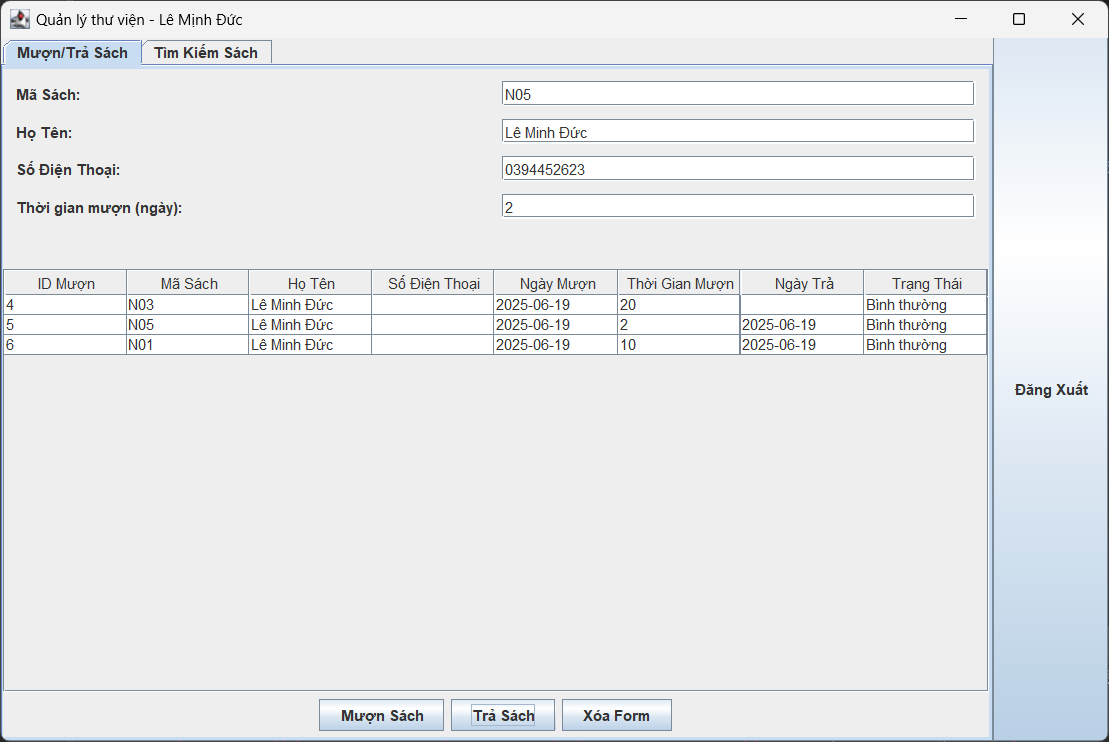 Quản lý thư viện - Lê Mịnh Đức
Mượn/Trả Sách Tìm Kiếm Sách
Mã Sách: N05
Họ Tên: Lê Minh Đức
Số Điện Thoại: 0394452623
Thời gian mượn (ngày): 2
ID Mượn Mã Sách Họ Tên Số Điện Thoại Ngày Mượn Thời Gian Mượn Ngày Trả Trạng Thái
4 N03 Lê Minh Đức 2025-06-19 20 Bình thường
5 N05 Lê Minh Đức 2025-06-19 2 2025-06-19 Bình thường
6 N01 Lê Minh Đức 2025-06-19 10 2025-06-19 Bình thường
Đăng Xuất
Mượn Sách Trả Sách Xóa Form